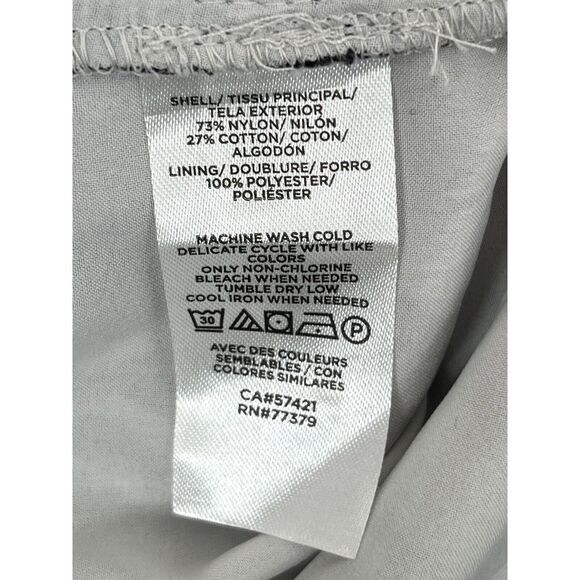 SHELL/ TISSU PRINCIPAL/
TELA EXTERIOR
73% NYLON/ NILÓN
27% COTTON/ COTON/
ALGODÓN
LINING/ DOUBLURE/ FORRO
100% POLYESTER/
POLIÉSTER
MACHINE WASH COLD
DELICATE CYCLE WITH LIKE
COLORS
ONLY NON-CHLORINE
BLEACH WHEN NEEDED
TUMBLE DRY LOW
COOL IRON WHEN NEEDED
30 P
AVEC DES COULEURS
SEMBLABLES / CON
COLORES SIMILARES
CA#57421
RN#77379